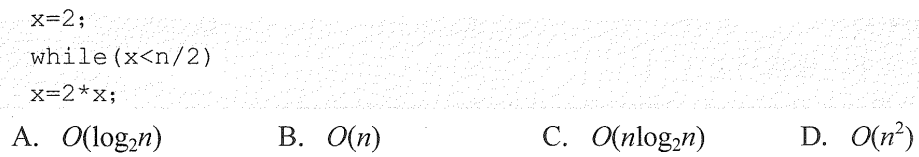 x=2;
while(x<n/2)
x=2*x;
A. O(log₂n) B. O(n) C. O(nlog₂n) D. O(n²)